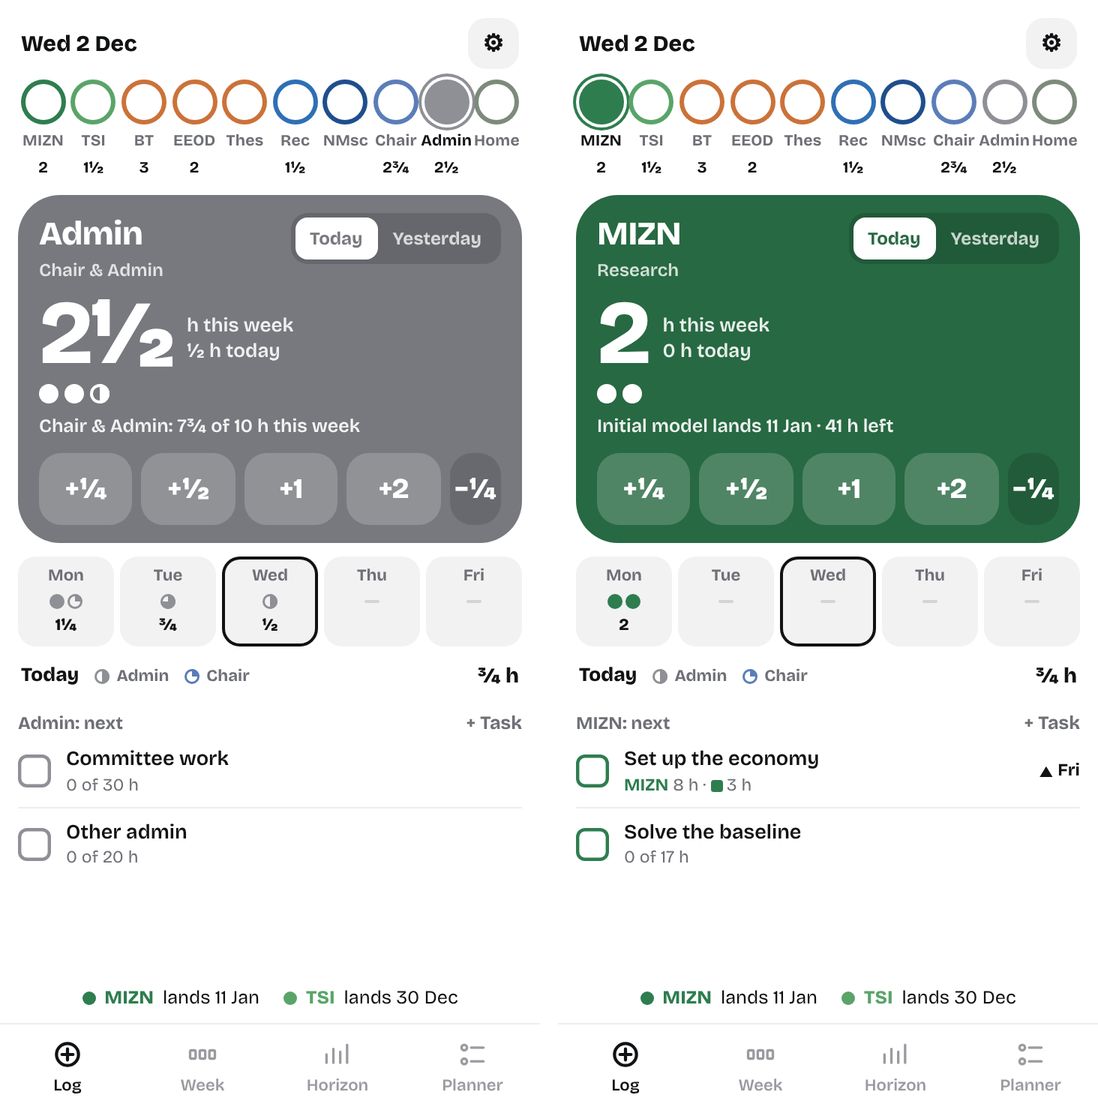 Wed 2 Dec
MIZN TSI BT EEOD Thes Rec NMsc Chair Admin Home
2 1½ 3 2 1½ 2¾ 2½
Admin
Today Yesterday
Chair & Admin
2½
h this week
½ h today
Chair & Admin: 7¾ of 10 h this week
+¼ +½ +1 +2 −¼
Mon Tue Wed Thu Fri
1¼ ¾ ½
Today Admin Chair ¾ h
Admin: next + Task
Committee work
0 of 30 h
Other admin
0 of 20 h
MIZN lands 11 Jan TSI lands 30 Dec
Log Week Horizon Planner
Wed 2 Dec
MIZN TSI BT EEOD Thes Rec NMsc Chair Admin Home
2 1½ 3 2 1½ 2¾ 2½
MIZN
Today Yesterday
Research
2
h this week
0 h today
Initial model lands 11 Jan · 41 h left
+¼ +½ +1 +2 −¼
Mon Tue Wed Thu Fri
2
Today Admin Chair ¾ h
MIZN: next + Task
Set up the economy
▲ Fri
MIZN 8 h · 3 h
Solve the baseline
0 of 17 h
MIZN lands 11 Jan TSI lands 30 Dec
Log Week Horizon Planner